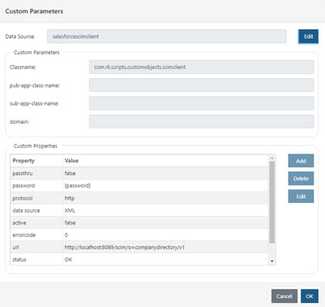 Custom Parameters
Data Source: salesforcescimclient Edit
Custom Parameters
Classname: com.rli.scripts.customobjects.scimclient
pub-app-class-name:
sub-app-class-name:
domain:
Custom Properties
Property Value
passthru false
password [password]
protocol http
data source XML
active false
errorcode 0
url http://localhost:8089/scim/s=companydirectory/v1
status OK
Add
Delete
Edit
Cancel OK